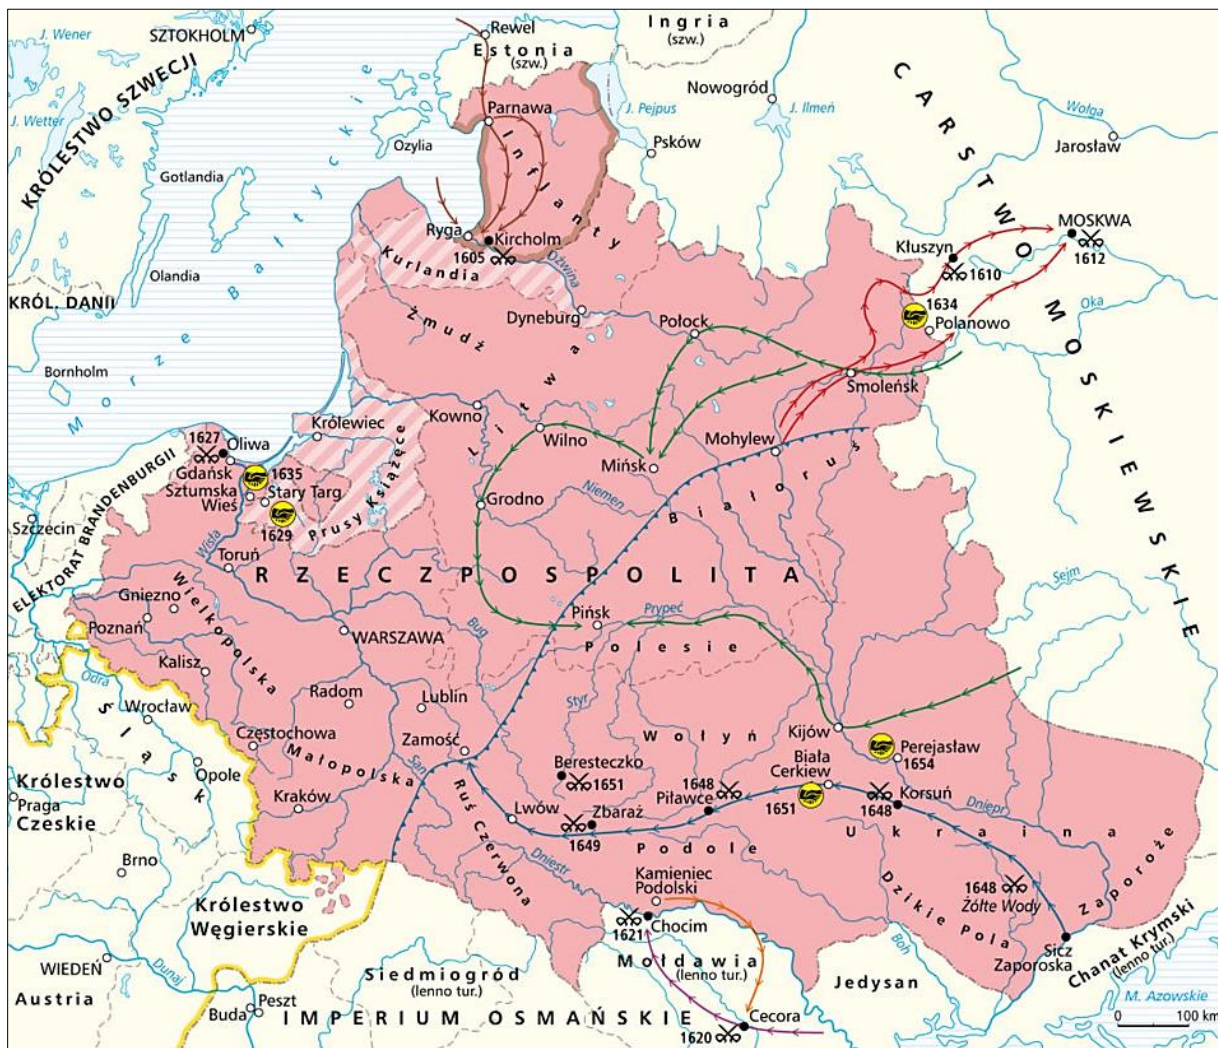 SZTOKHOLM
J. Wener
J. Wetter
KRÓLESTWO SZWECJI
Rewel
Estonia
(szw.)
Ingria
(szw.)
Nowogród
J. Ilmeń
J. Pejpus
Psków
Wołga
Jarosław
CARSTWO MOSKIEWSKIE
Parnawa
Inflanty
Ozylia
Gotlandia
Olandia
Morze Bałtyckie
KRÓL. DANII
Bornholm
Ryga
Kircholm
1605
Kurlandia
Dźwina
Żmudź
Dyneburg
Litwa
Połock
Kłuszyn
1610
MOSKWA
1612
Oka
1634
Polanowo
Smoleńsk
Mohylew
Królewiec
Kowno
Wilno
Mińsk
Grodno
Niemen
Białoruś
1627
Oliwa
Gdańsk
1635
Sztumska
Wieś
Stary Targ
1629
Prusy Książęce
Szczecin
ELEKTORAT BRANDENBURGII
Wisła
Toruń
RZECZPOSPOLITA
Sejm
Gniezno
Poznań
Wielkopolska
WARSZAWA
Bug
Pińsk
Prypeć
Polesie
Kalisz
Odra
Śląsk
Wrocław
Radom
Lublin
Styr
Częstochowa
Małopolska
Zamość
San
Wołyń
Kijów
Perejasław
1654
Biała
Cerkiew
1651
Opole
Kraków
Królestwo
Praga
Czeskie
Beresteczko
1651
1648
Piławce
1648
Korsuń
Dniepr
Lwów
Zbaraż
1649
Ruś Czerwona
Podole
Ukraina
Zaporoże
Brno
Dniestr
Kamieniec
Podolski
Dzikie Pola
1648
Żółte Wody
Królestwo
Węgierskie
1621
Chocim
Boh
Sicz
Zaporoska
Chanat Krymski
(lenno tur.)
WIEDEŃ
Dunaj
Austria
Siedmiogród
(lenno tur.)
Mołdawia
(lenno tur.)
Jedysan
M. Azowskie
Peszt
Buda
IMPERIUM OSMAŃSKIE
1620
Cecora
0 100 km